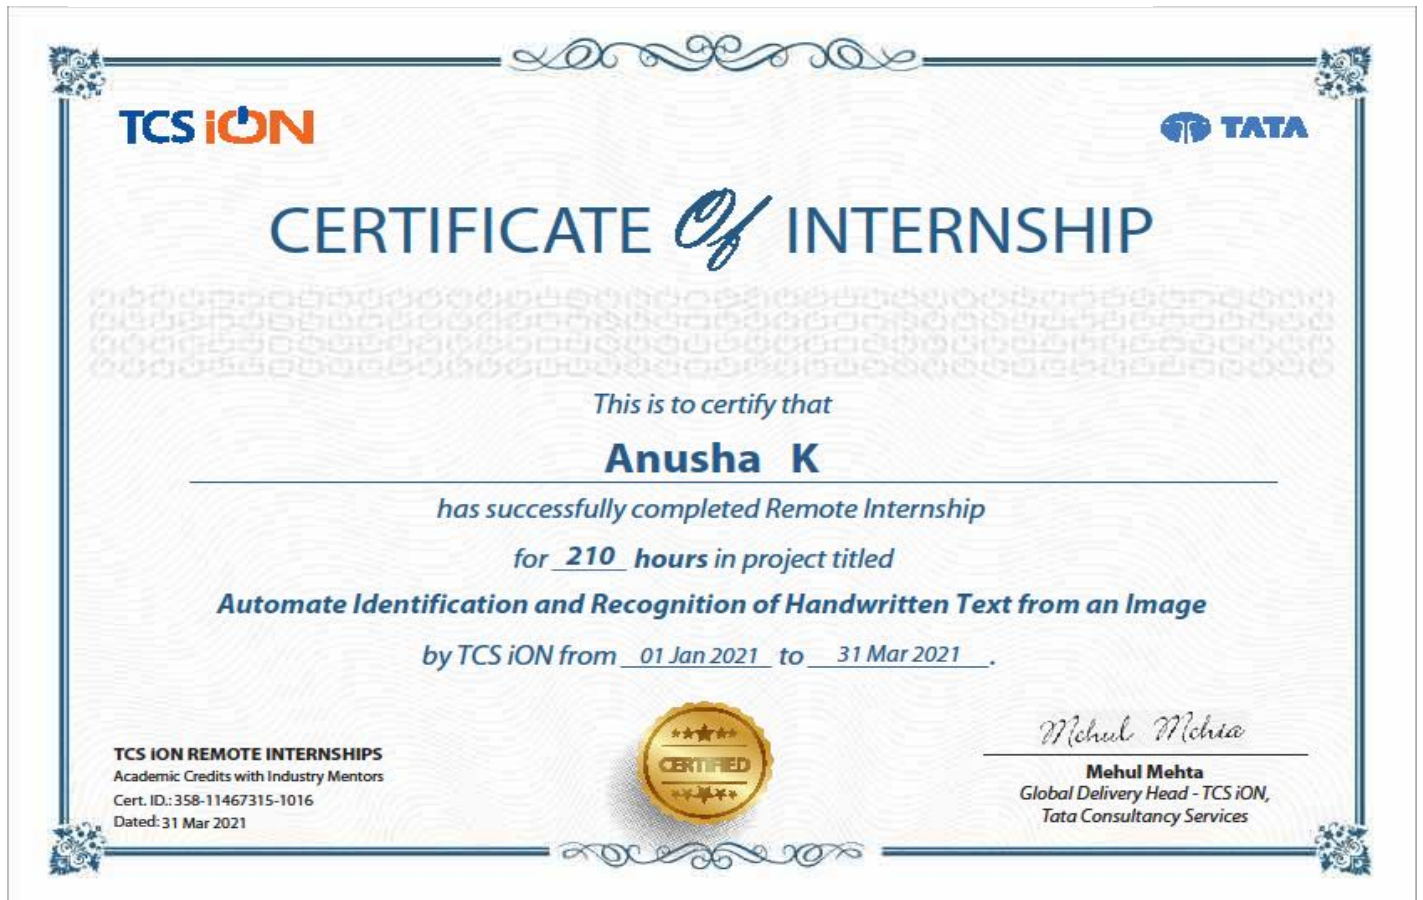 TCS iON
TATA
CERTIFICATE Of INTERNSHIP
This is to certify that
Anusha K
has successfully completed Remote Internship
for 210 hours in project titled
Automate Identification and Recognition of Handwritten Text from an Image
by TCS iON from 01 Jan 2021 to 31 Mar 2021.
CERTIFIED
TCS iON REMOTE INTERNSHIPS
Academic Credits with Industry Mentors
Cert. ID.: 358-11467315-1016
Dated: 31 Mar 2021
Mehul Mehta
Mehul Mehta
Global Delivery Head - TCS iON,
Tata Consultancy Services